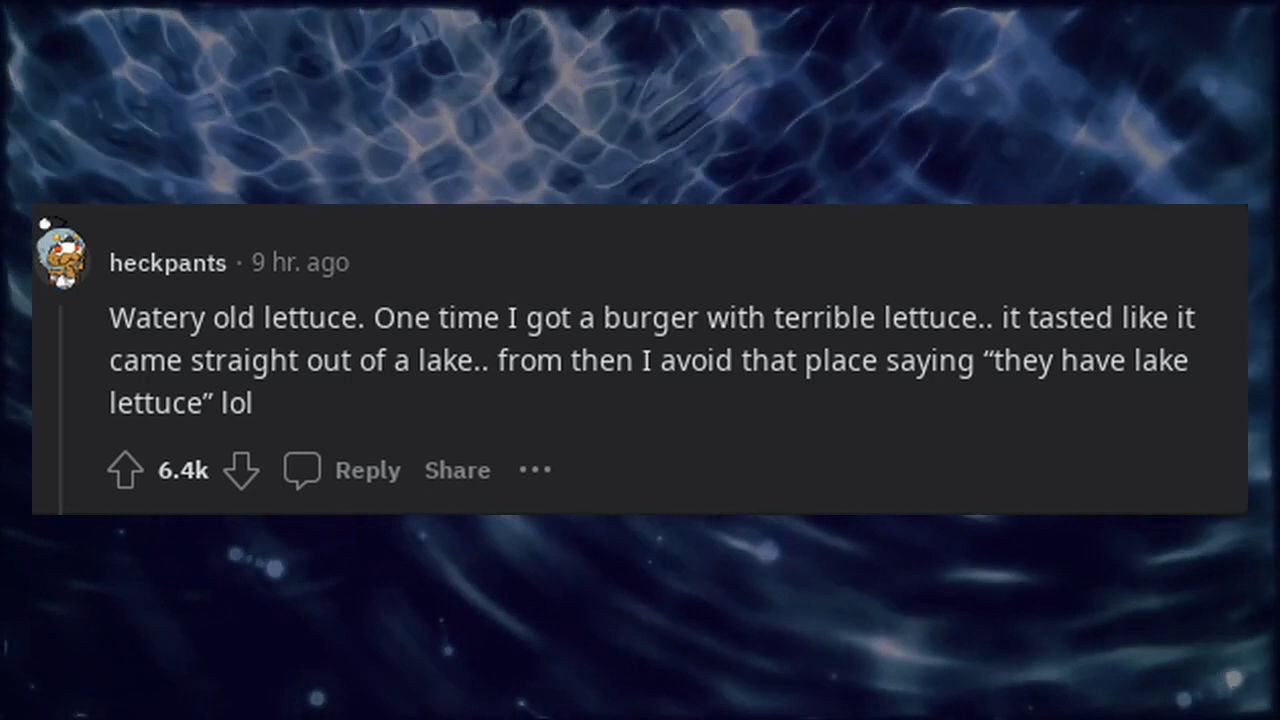 heckpants · 9 hr. ago
Watery old lettuce. One time I got a burger with terrible lettuce.. it tasted like it
came straight out of a lake.. from then I avoid that place saying “they have lake
lettuce” lol
6.4k Reply Share •••